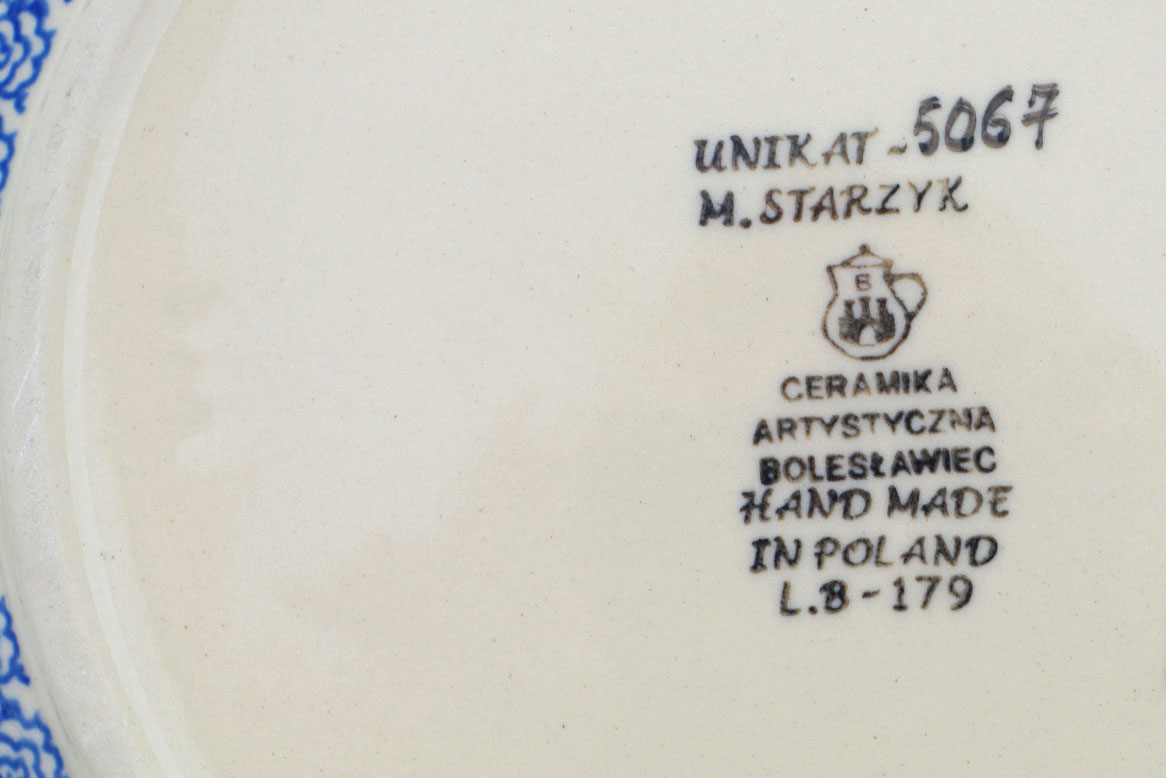 UNIKAT - 5067
M. STARZYK
B
CERAMIKA
ARTYSTYCZNA
BOLESŁAWIEC
HAND MADE
IN POLAND
L.B - 179